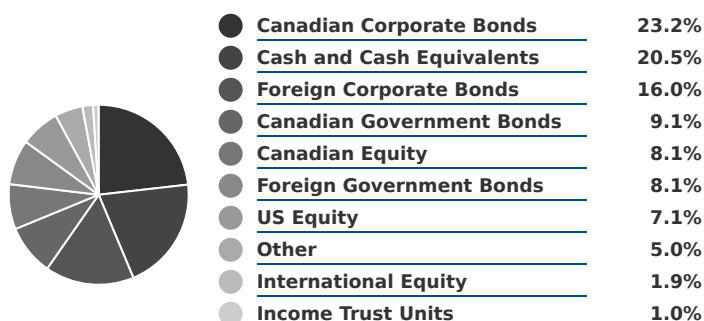 Canadian Corporate Bonds 23.2%
Cash and Cash Equivalents 20.5%
Foreign Corporate Bonds 16.0%
Canadian Government Bonds 9.1%
Canadian Equity 8.1%
Foreign Government Bonds 8.1%
US Equity 7.1%
Other 5.0%
International Equity 1.9%
Income Trust Units 1.0%